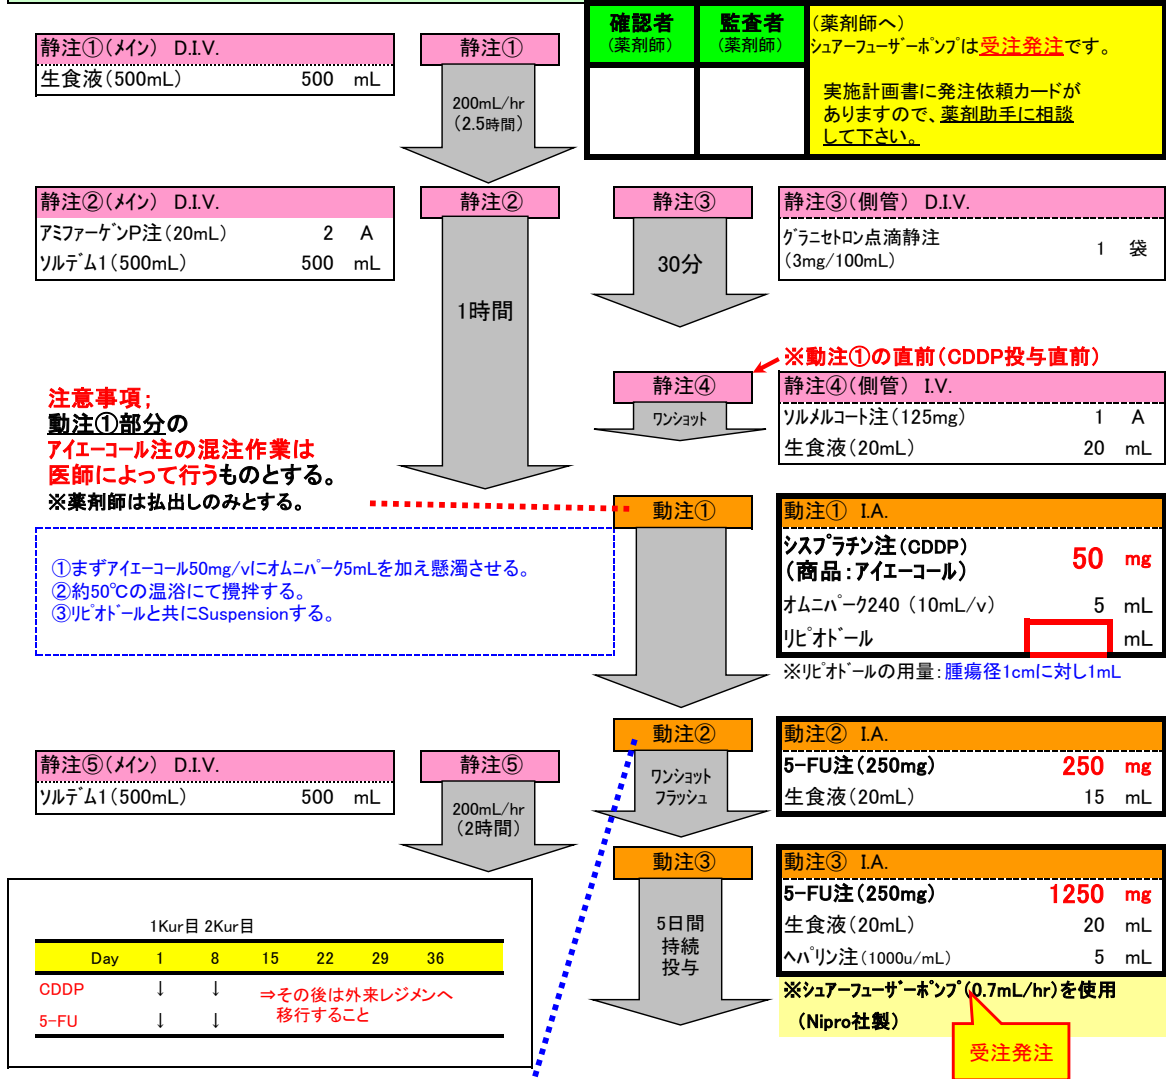 確認者
(薬剤師)
監査者
(薬剤師)
(薬剤師へ)
シュアーフューザーポンプは受注発注です。
実施計画書に発注依頼カードが
ありますので、薬剤助手に相談
して下さい。
静注①(メイン) D.I.V.
生食液(500mL) 500 mL
静注①
200mL/hr
(2.5時間)
静注②(メイン) D.I.V.
アミファーゲンP注(20mL) 2 A
ソルデム1(500mL) 500 mL
静注②
1時間
静注③
30分
静注③(側管) D.I.V.
グラニセトロン点滴静注
(3mg/100mL)
1 袋
※動注①の直前(CDDP投与直前)
静注④
ワンショット
静注④(側管) I.V.
ソルメルコート注(125mg) 1 A
生食液(20mL) 20 mL
注意事項;
動注①部分の
アイエーコール注の混注作業は
医師によって行うものとする。
※薬剤師は払出しのみとする。
①まずアイエーコール50mg/vにオムニパーク5mLを加え懸濁させる。
②約50℃の温浴にて攪拌する。
③リピオドールと共にSuspensionする。
動注①
動注① I.A.
シスプラチン注(CDDP)
(商品:アイエーコール)
50 mg
オムニパーク240 (10mL/v) 5 mL
リピオドール mL
※リピオドールの用量:腫瘍径1cmに対し1mL
動注②
ワンショット
フラッシュ
動注② I.A.
5-FU注(250mg) 250 mg
生食液(20mL) 15 mL
静注⑤(メイン) D.I.V.
ソルデム1(500mL) 500 mL
静注⑤
200mL/hr
(2時間)
動注③
5日間
持続
投与
動注③ I.A.
5-FU注(250mg) 1250 mg
生食液(20mL) 20 mL
ヘパリン注(1000u/mL) 5 mL
※シュアーフューザーポンプ(0.7mL/hr)を使用
(Nipro社製)
受注発注
1Kur目 2Kur目
Day 1 8 15 22 29 36
CDDP ↓ ↓ ⇒その後は外来レジメンへ
移行すること
5-FU ↓ ↓